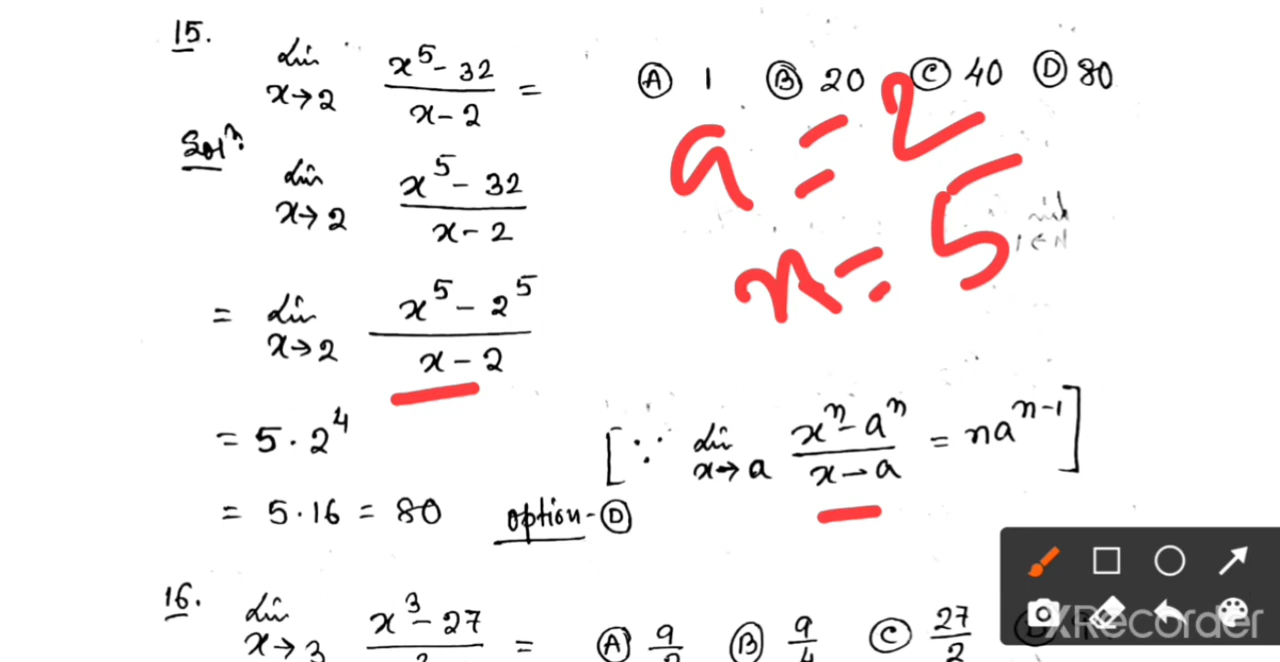 15.
lim x→2 (x^5 - 32)/(x - 2) =
Ⓐ 1 Ⓑ 20 Ⓒ 40 Ⓓ 80
a = 2
n = 5
Solⁿ:
lim x→2 (x^5 - 32)/(x - 2)
= lim x→2 (x^5 - 2^5)/(x - 2)
= 5 · 2^4
[∵ lim x→a (x^n - a^n)/(x - a) = na^(n-1)]
= 5 · 16 = 80 option - Ⓓ
16. lim x→3 x^3 - 27 =
Ⓐ 9 Ⓑ 9/4 Ⓒ 27/2
XRecorder